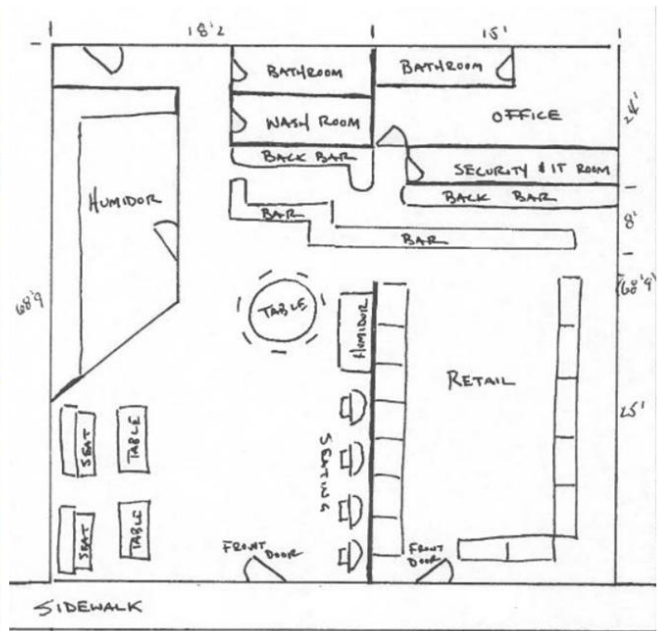 18'2
15'
BATHROOM
BATHROOM
WASH ROOM
OFFICE
24'
BACK BAR
SECURITY & IT ROOM
BACK BAR
HUMIDOR
BAR
BAR
8'
68'9
(68'9)
TABLE
HUMIDOR
RETAIL
25'
SEAT
TABLE
SEATING
SEAT
TABLE
FRONT
DOOR
FRONT
DOOR
SIDEWALK